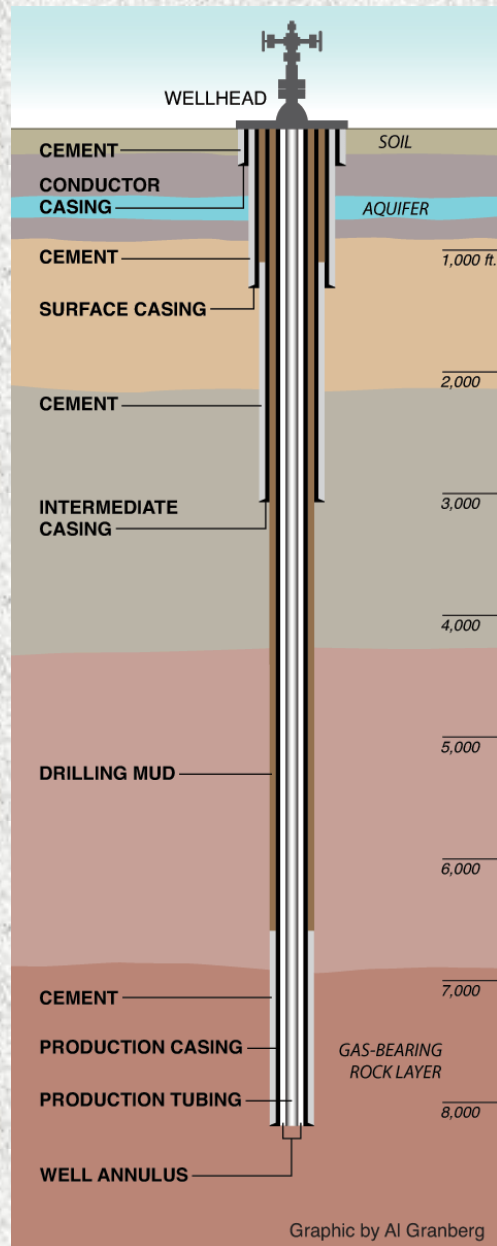 WELLHEAD
SOIL
CEMENT
CONDUCTOR
CASING
AQUIFER
CEMENT
1,000 ft.
SURFACE CASING
2,000
CEMENT
3,000
INTERMEDIATE
CASING
4,000
5,000
DRILLING MUD
6,000
7,000
CEMENT
PRODUCTION CASING
GAS-BEARING
ROCK LAYER
PRODUCTION TUBING
8,000
WELL ANNULUS
Graphic by Al Granberg